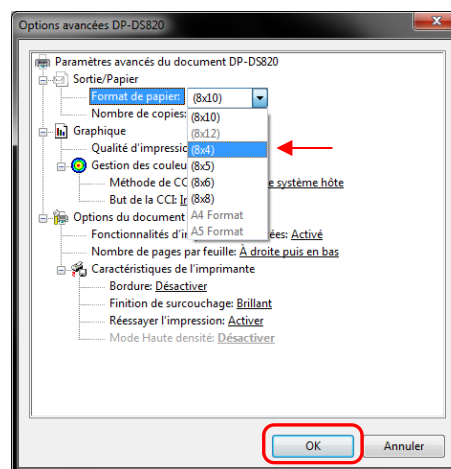 Options avancées DP-DS820
Paramètres avancés du document DP-DS820
Sortie/Papier
Format de papier: (8x10)
Nombre de copies:
(8x10)
(8x12)
(8x4)
(8x5)
(8x6)
(8x8)
A4 Format
A5 Format
Graphique
Qualité d'impressio
Gestion des couleu
Méthode de CC e système hôte
But de la CCI: I
Options du document
Fonctionnalités d'i ées: Activé
Nombre de pages par feuille: À droite puis en bas
Caractéristiques de l'imprimante
Bordure: Désactiver
Finition de surcouchage: Brillant
Réessayer l'impression: Activer
Mode Haute densité: Désactiver
OK Annuler